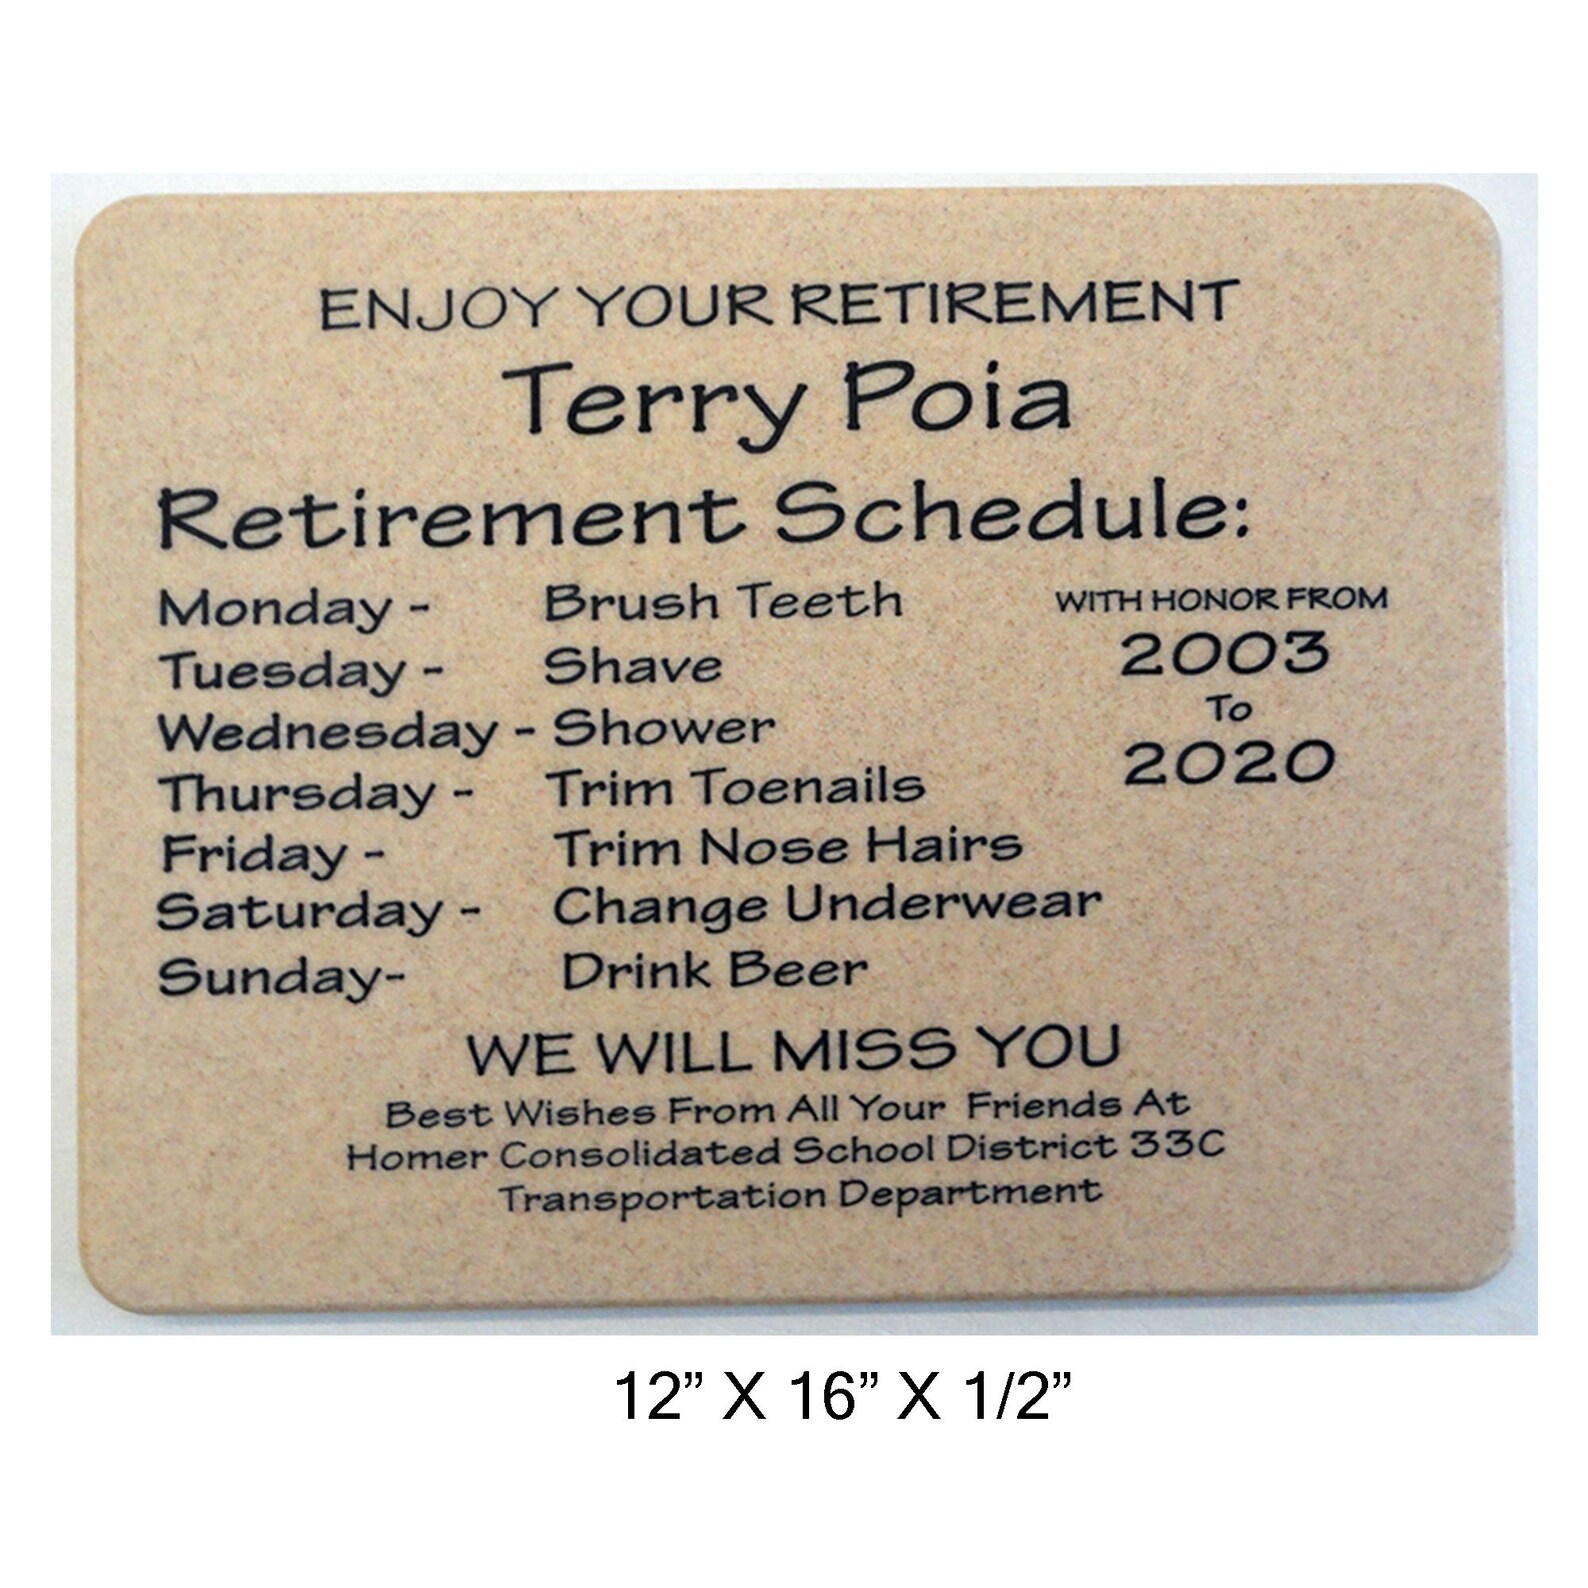 ENJOY YOUR RETIREMENT
Terry Poia
Retirement Schedule:
Monday - Brush Teeth
Tuesday - Shave
Wednesday - Shower
Thursday - Trim Toenails
Friday - Trim Nose Hairs
Saturday - Change Underwear
Sunday- Drink Beer
WITH HONOR FROM
2003
To
2020
WE WILL MISS YOU
Best Wishes From All Your Friends At
Homer Consolidated School District 33C
Transportation Department
12” X 16” X 1/2”